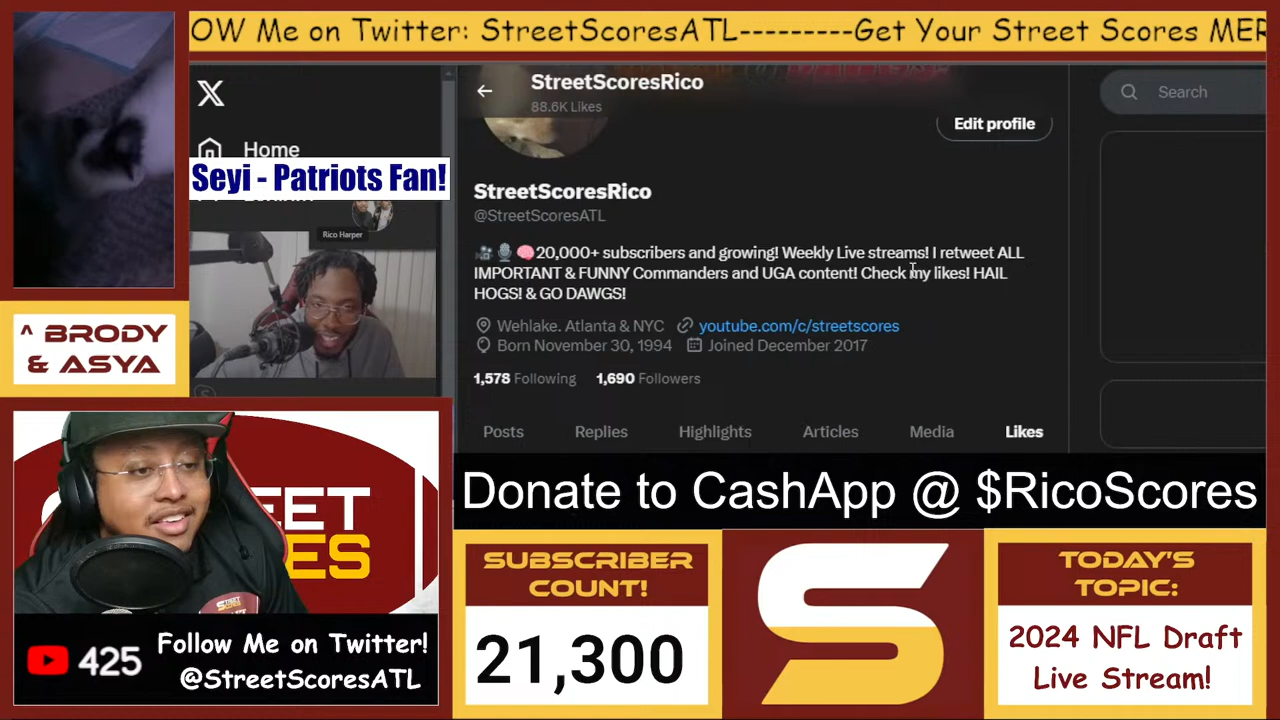 OW Me on Twitter: StreetScoresATL---------Get Your Street Scores MER
StreetScoresRico
88.6K Likes
Search
Edit profile
Home
Seyi - Patriots Fan!
Rico Harper
StreetScoresRico
@StreetScoresATL
🎥🎙️🧠20,000+ subscribers and growing! Weekly Live streams! I retweet ALL
IMPORTANT & FUNNY Commanders and UGA content! Check my likes! HAIL
HOGS! & GO DAWGS!
Wehlake. Atlanta & NYC youtube.com/c/streetscores
Born November 30, 1994 Joined December 2017
1,578 Following 1,690 Followers
Posts Replies Highlights Articles Media Likes
^ BRODY
& ASYA
Donate to CashApp @ $RicoScores
SUBSCRIBER
COUNT!
21,300
S
TODAY'S
TOPIC:
2024 NFL Draft
Live Stream!
425
Follow Me on Twitter!
@StreetScoresATL